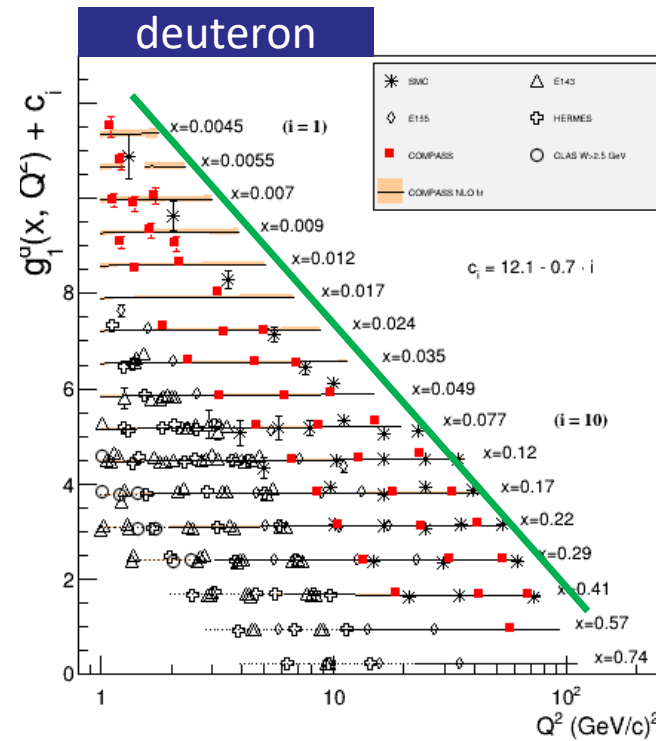 deuteron
g₁ᵈ(x, Q²) + cᵢ
SMC
E143
E155
HERMES
COMPASS
CLAS W>2.5 GeV
COMPASS NLO fit
x=0.0045 (i = 1)
x=0.0055
x=0.007
x=0.009
x=0.012
cᵢ = 12.1 - 0.7 · i
x=0.017
8
x=0.024
x=0.035
6
x=0.049
x=0.077 (i = 10)
x=0.12
4
x=0.17
x=0.22
x=0.29
2
x=0.41
x=0.57
x=0.74
0
1
10
10²
Q² (GeV/c)²